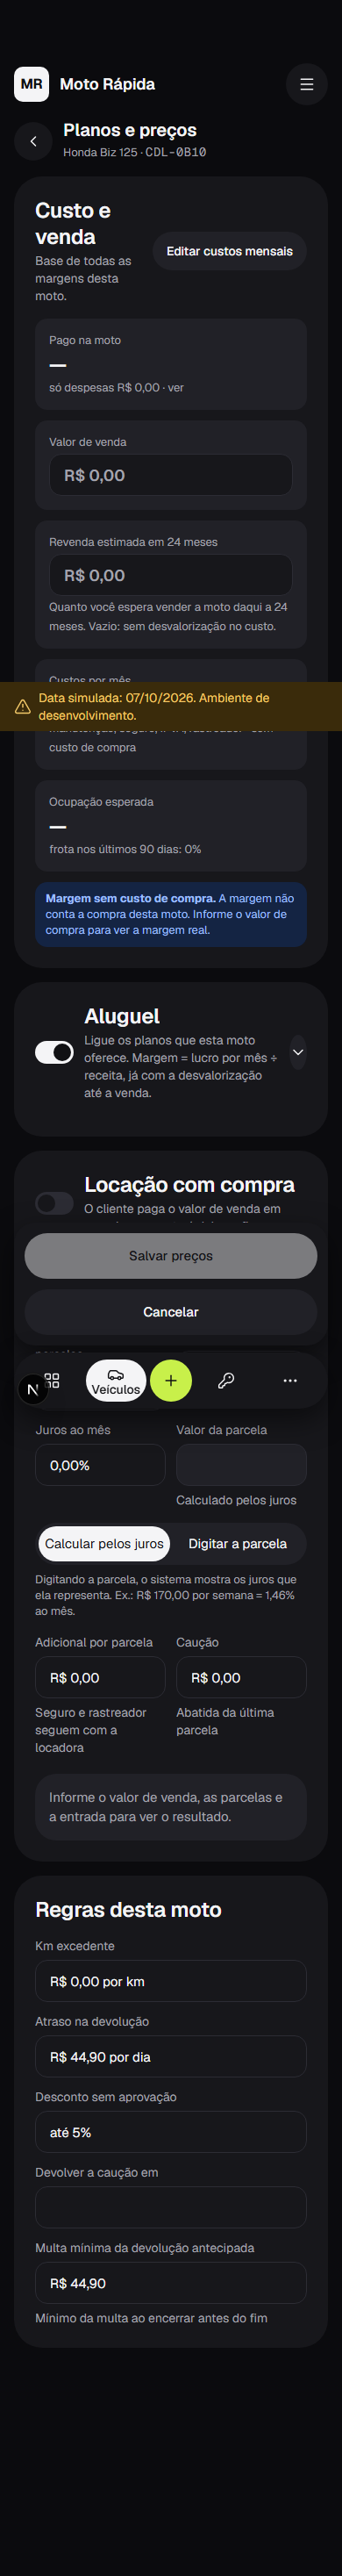 MR Moto Rápida
Planos e preços
Honda Biz 125 · CDL-0B10
Custo e
venda
Base de todas as
margens desta
moto.
Editar custos mensais
Pago na moto
—
só despesas R$ 0,00 · ver
Valor de venda
R$ 0,00
Revenda estimada em 24 meses
R$ 0,00
Quanto você espera vender a moto daqui a 24
meses. Vazio: sem desvalorização no custo.
Custos por mês
Data simulada: 07/10/2026. Ambiente de
desenvolvimento.
custo de compra
Ocupação esperada
—
frota nos últimos 90 dias: 0%
Margem sem custo de compra. A margem não
conta a compra desta moto. Informe o valor de
compra para ver a margem real.
Aluguel
Ligue os planos que esta moto
oferece. Margem = lucro por mês ÷
receita, já com a desvalorização
até a venda.
Locação com compra
O cliente paga o valor de venda em
Salvar preços
Cancelar
N
Veículos
Juros ao mês
0,00%
Valor da parcela
Calculado pelos juros
Calcular pelos juros
Digitar a parcela
Digitando a parcela, o sistema mostra os juros que
ela representa. Ex.: R$ 170,00 por semana = 1,46%
ao mês.
Adicional por parcela
R$ 0,00
Seguro e rastreador
seguem com a
locadora
Caução
R$ 0,00
Abatida da última
parcela
Informe o valor de venda, as parcelas e
a entrada para ver o resultado.
Regras desta moto
Km excedente
R$ 0,00 por km
Atraso na devolução
R$ 44,90 por dia
Desconto sem aprovação
até 5%
Devolver a caução em
Multa mínima da devolução antecipada
R$ 44,90
Mínimo da multa ao encerrar antes do fim